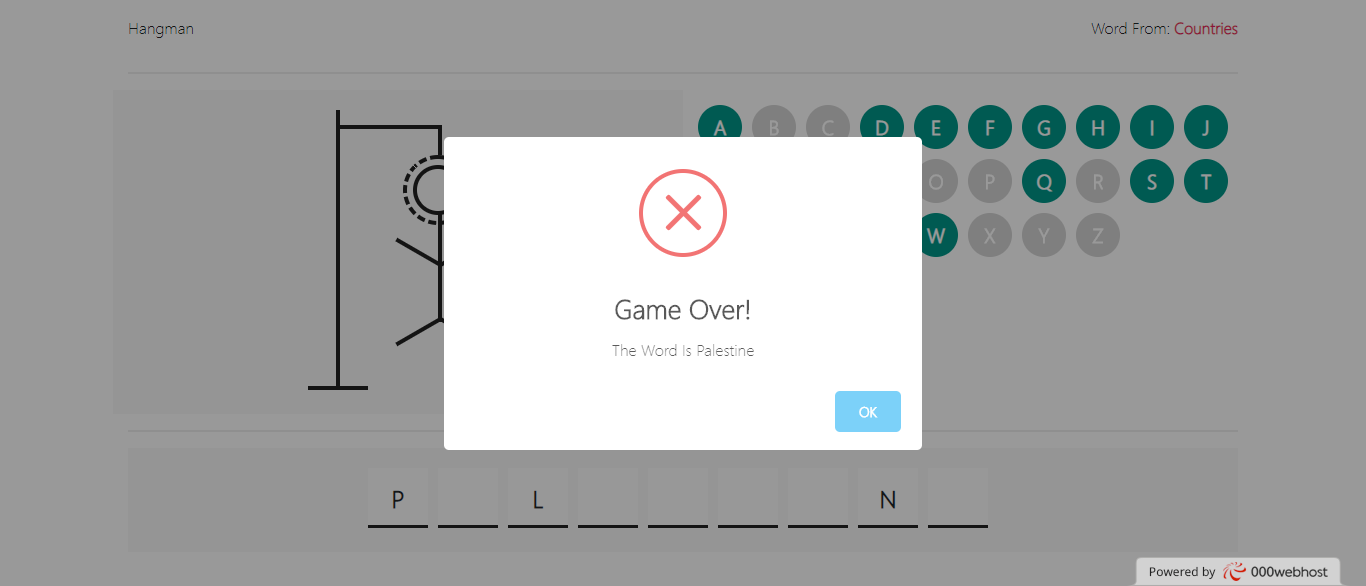 Hangman
Word From: Countries
A B C D E F G H I J
O P Q R S T
W X Y Z
Game Over!
The Word Is Palestine
OK
P L N
Powered by 000webhost